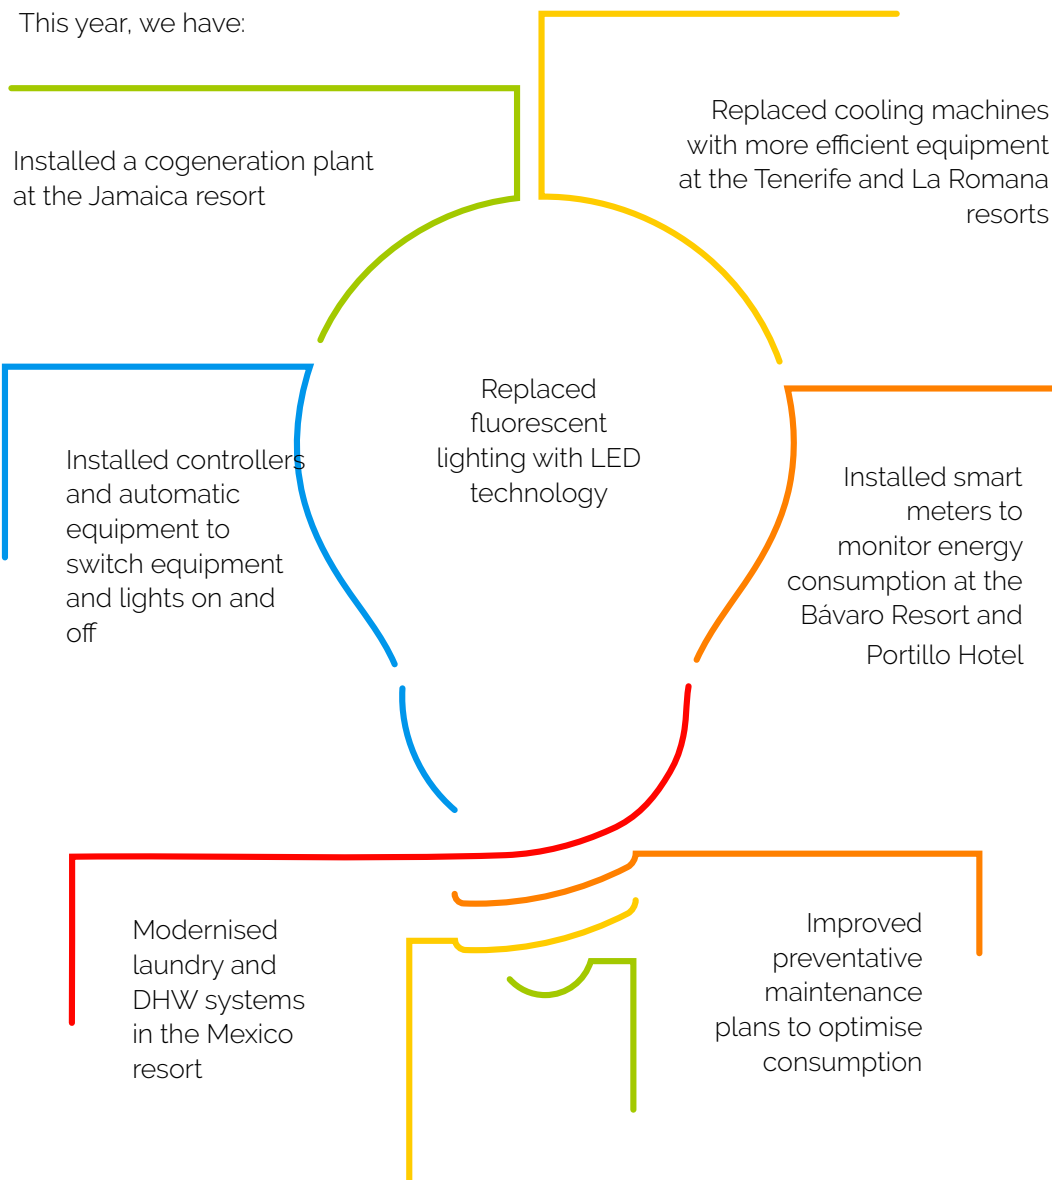 This year, we have:
Installed a cogeneration plant
at the Jamaica resort
Replaced cooling machines
with more efficient equipment
at the Tenerife and La Romana
resorts
Replaced
fluorescent
lighting with LED
technology
Installed controllers
and automatic
equipment to
switch equipment
and lights on and
off
Installed smart
meters to
monitor energy
consumption at the
Bávaro Resort and
Portillo Hotel
Modernised
laundry and
DHW systems
in the Mexico
resort
Improved
preventative
maintenance
plans to optimise
consumption